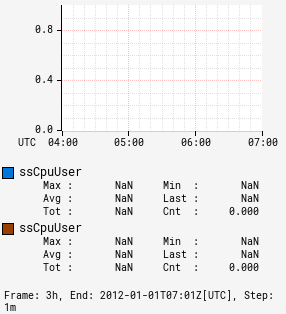 0.8
0.4
0.0
UTC 04:00 05:00 06:00 07:00
ssCpuUser
Max : NaN Min : NaN
Avg : NaN Last : NaN
Tot : NaN Cnt : 0.000
ssCpuUser
Max : NaN Min : NaN
Avg : NaN Last : NaN
Tot : NaN Cnt : 0.000
Frame: 3h, End: 2012-01-01T07:01Z[UTC], Step:
1m